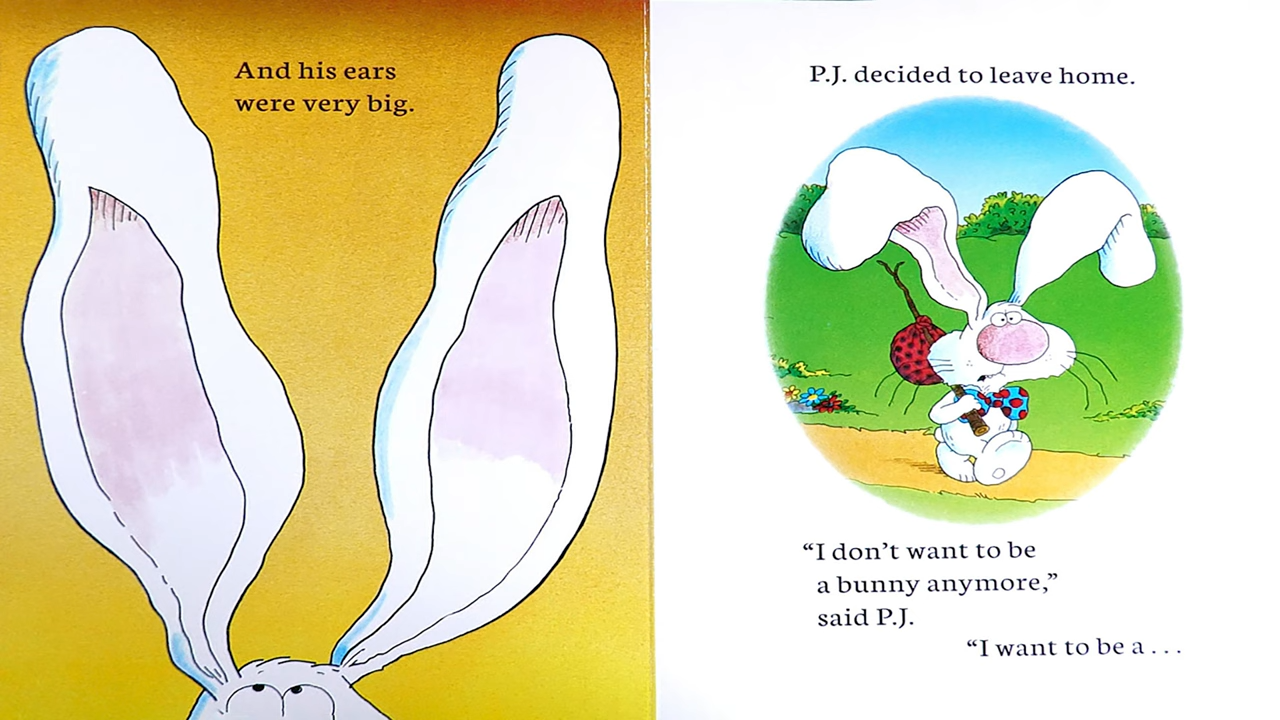 And his ears
were very big.
P.J. decided to leave home.
“I don’t want to be
a bunny anymore,”
said P.J.
“I want to be a . . .